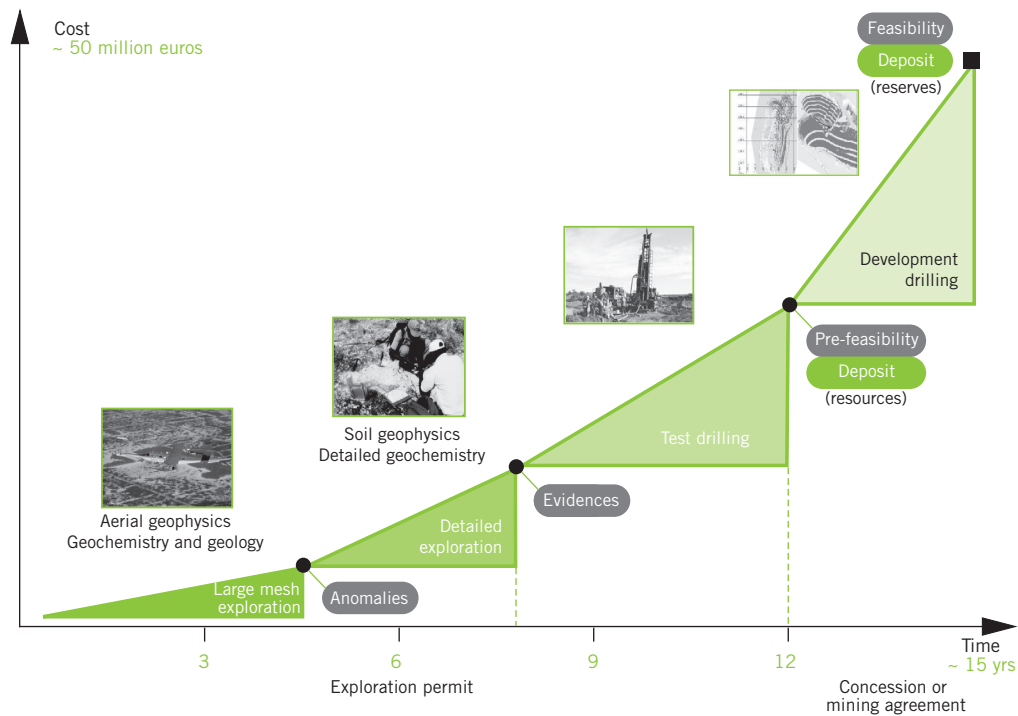 Cost
~ 50 million euros
Feasibility
Deposit
(reserves)
Development
drilling
Pre-feasibility
Deposit
(resources)
Test drilling
Soil geophysics
Detailed geochemistry
Evidences
Detailed
exploration
Aerial geophysics
Geochemistry and geology
Large mesh
exploration
Anomalies
3
6
9
12
Time
~ 15 yrs
Exploration permit
Concession or
mining agreement